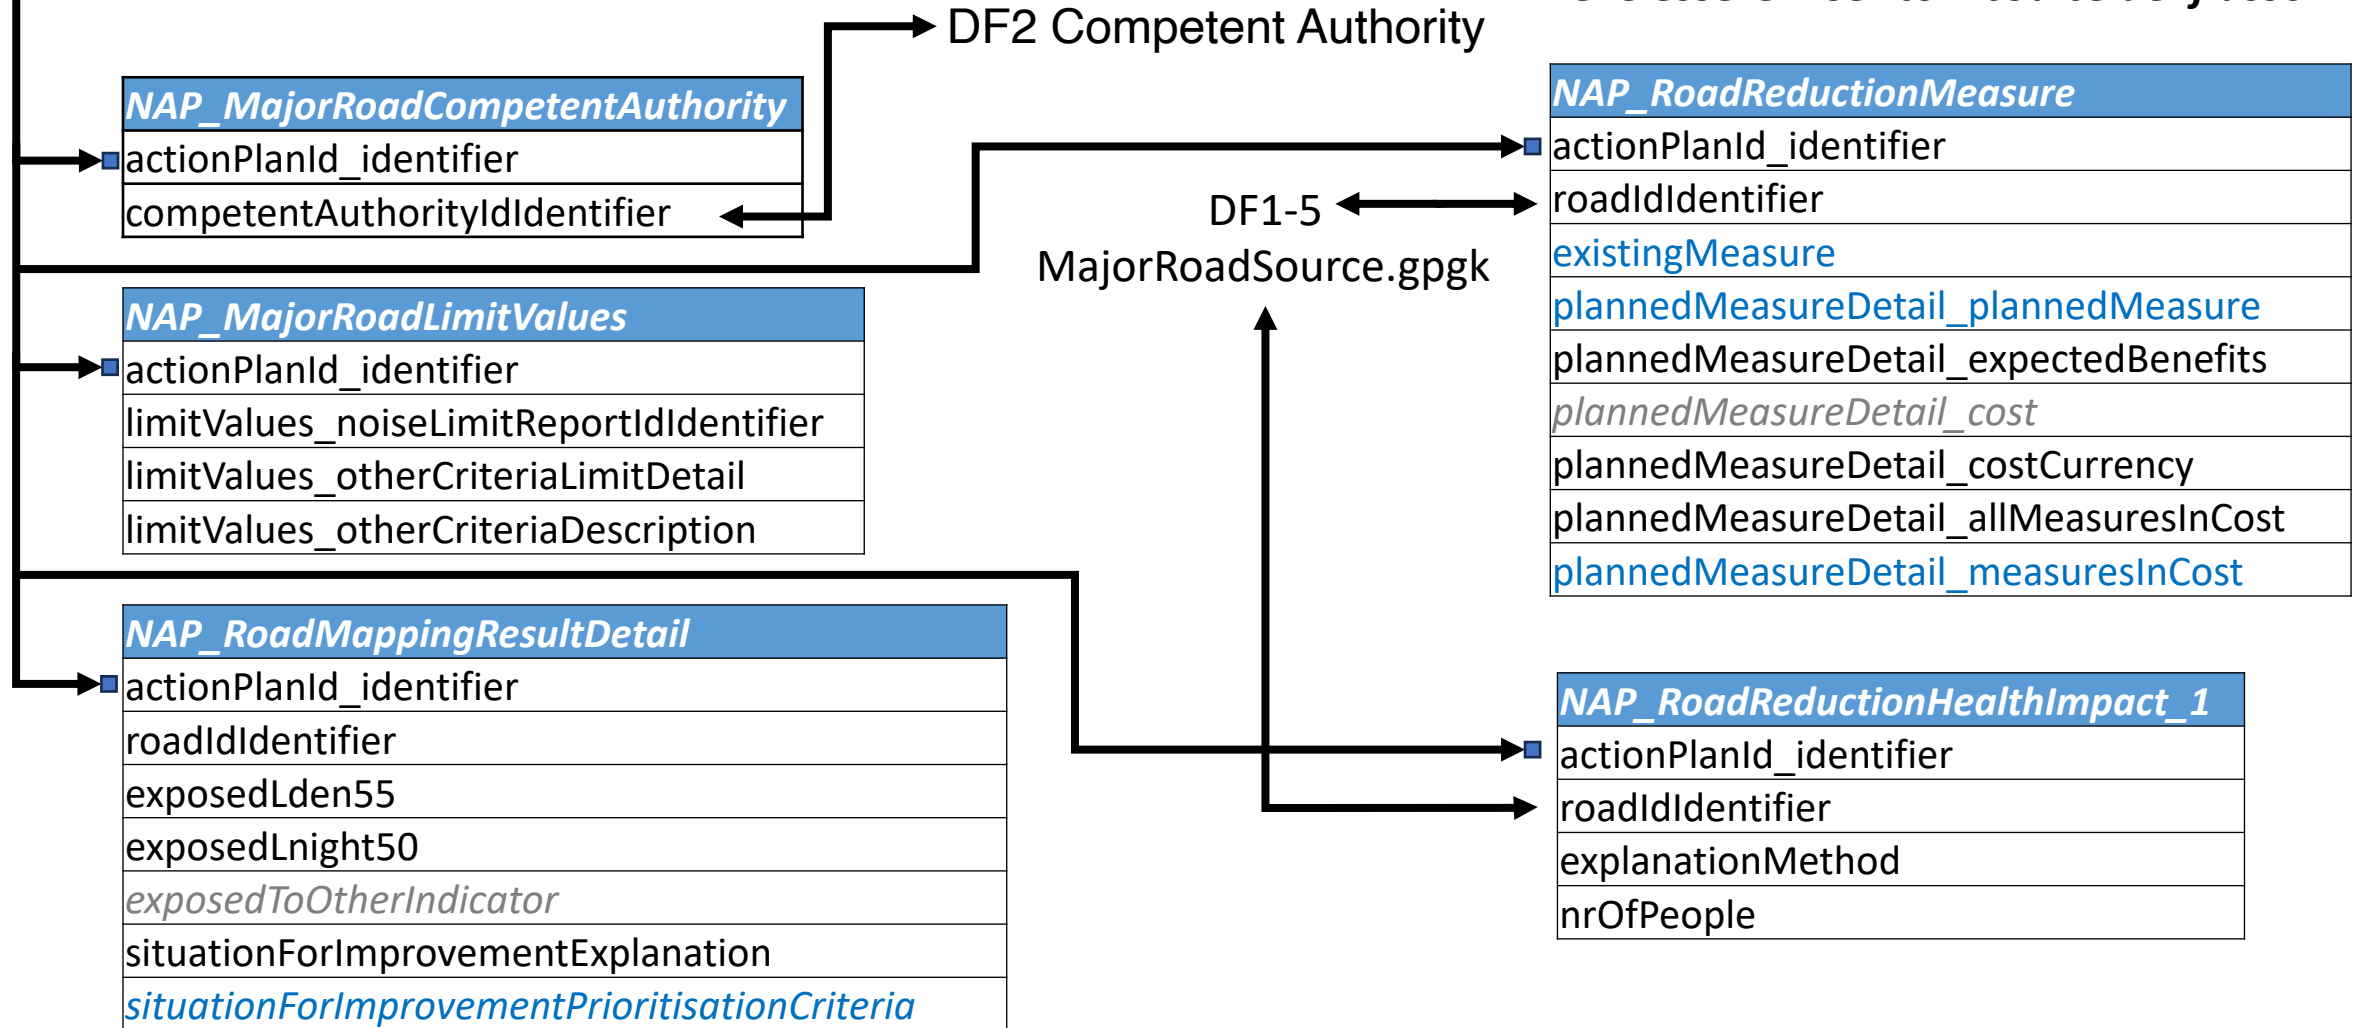 DF2 Competent Authority
NAP_MajorRoadCompetentAuthority
actionPlanId_identifier
competentAuthorityIdIdentifier
NAP_MajorRoadLimitValues
actionPlanId_identifier
limitValues_noiseLimitReportIdIdentifier
limitValues_otherCriteriaLimitDetail
limitValues_otherCriteriaDescription
NAP_RoadMappingResultDetail
actionPlanId_identifier
roadIdIdentifier
exposedLden55
exposedLnight50
exposedToOtherIndicator
situationForImprovementExplanation
situationForImprovementPrioritisationCriteria
DF1-5
MajorRoadSource.gpgk
NAP_RoadReductionMeasure
actionPlanId_identifier
roadIdIdentifier
existingMeasure
plannedMeasureDetail_plannedMeasure
plannedMeasureDetail_expectedBenefits
plannedMeasureDetail_cost
plannedMeasureDetail_costCurrency
plannedMeasureDetail_allMeasuresInCost
plannedMeasureDetail_measuresInCost
NAP_RoadReductionHealthImpact_1
actionPlanId_identifier
roadIdIdentifier
explanationMethod
nrOfPeople